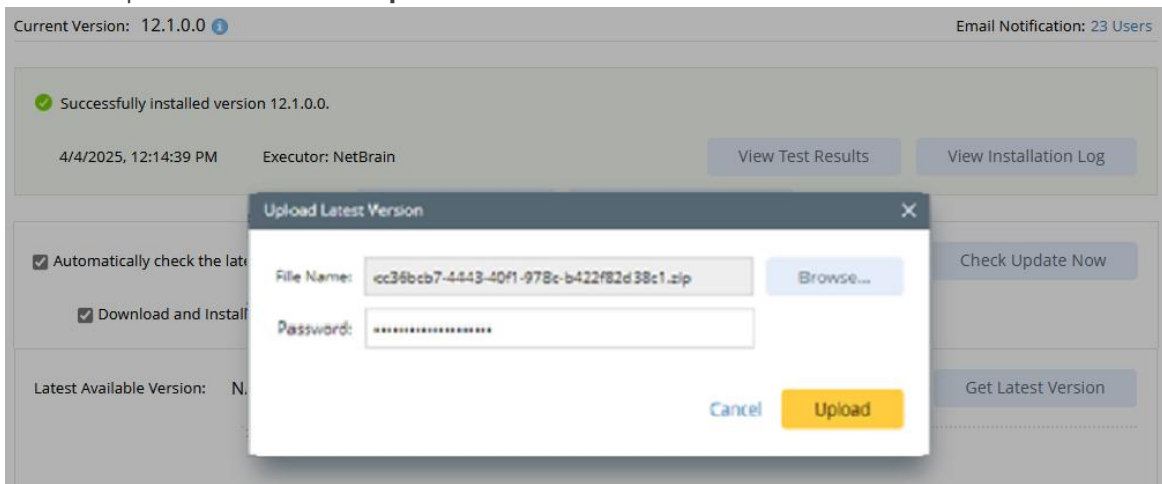 Current Version: 12.1.0.0
Email Notification: 23 Users
Successfully installed version 12.1.0.0.
4/4/2025, 12:14:39 PM Executor: NetBrain View Test Results View Installation Log
Upload Latest Version
Automatically check the late
Check Update Now
File Name: cc36bcb7-4443-40f1-978c-b422f82d38c1.zip Browse...
Download and Install
Password: ••••••••••••••••••••
Latest Available Version: N.
Get Latest Version
Cancel Upload